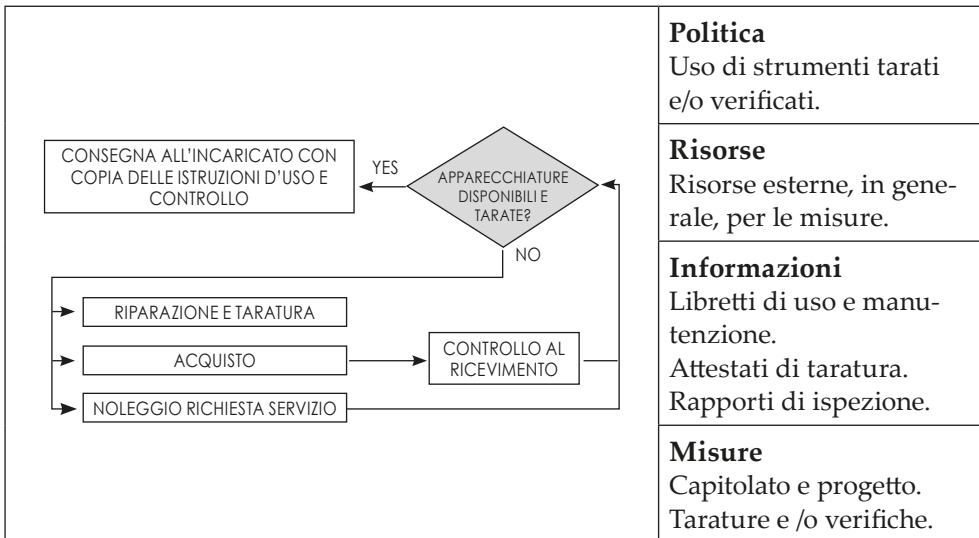 CONSEGNA ALL'INCARICATO CON
COPIA DELLE ISTRUZIONI D'USO E
CONTROLLO
YES
APPARECCHIATURE
DISPONIBILI E
TARATE?
NO
RIPARAZIONE E TARATURA
ACQUISTO
CONTROLLO AL
RICEVIMENTO
NOLEGGIO RICHIESTA SERVIZIO
Politica
Uso di strumenti tarati
e/o verificati.
Risorse
Risorse esterne, in gene-
rale, per le misure.
Informazioni
Libretti di uso e manu-
tenzione.
Attestati di taratura.
Rapporti di ispezione.
Misure
Capitolato e progetto.
Tarature e /o verifiche.